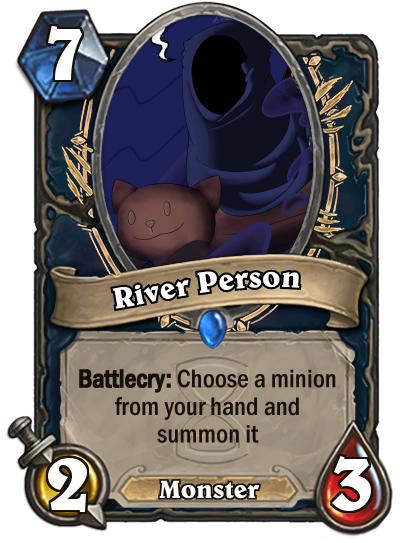 7
River Person
Battlecry: Choose a minion
from your hand and
summon it
2
Monster
3